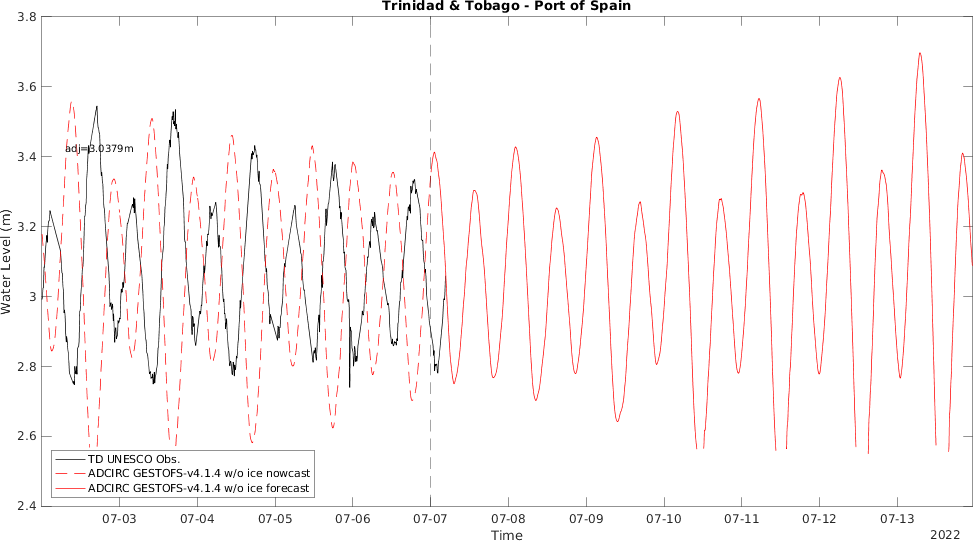 Trinidad & Tobago - Port of Spain
3.8
3.6
3.4
3.2
3
2.8
2.6
2.4
Water Level (m)
adj=3.0379m
TD UNESCO Obs.
ADCIRC GESTOFS-v4.1.4 w/o ice nowcast
ADCIRC GESTOFS-v4.1.4 w/o ice forecast
07-03 07-04 07-05 07-06 07-07 07-08 07-09 07-10 07-11 07-12 07-13
Time
2022